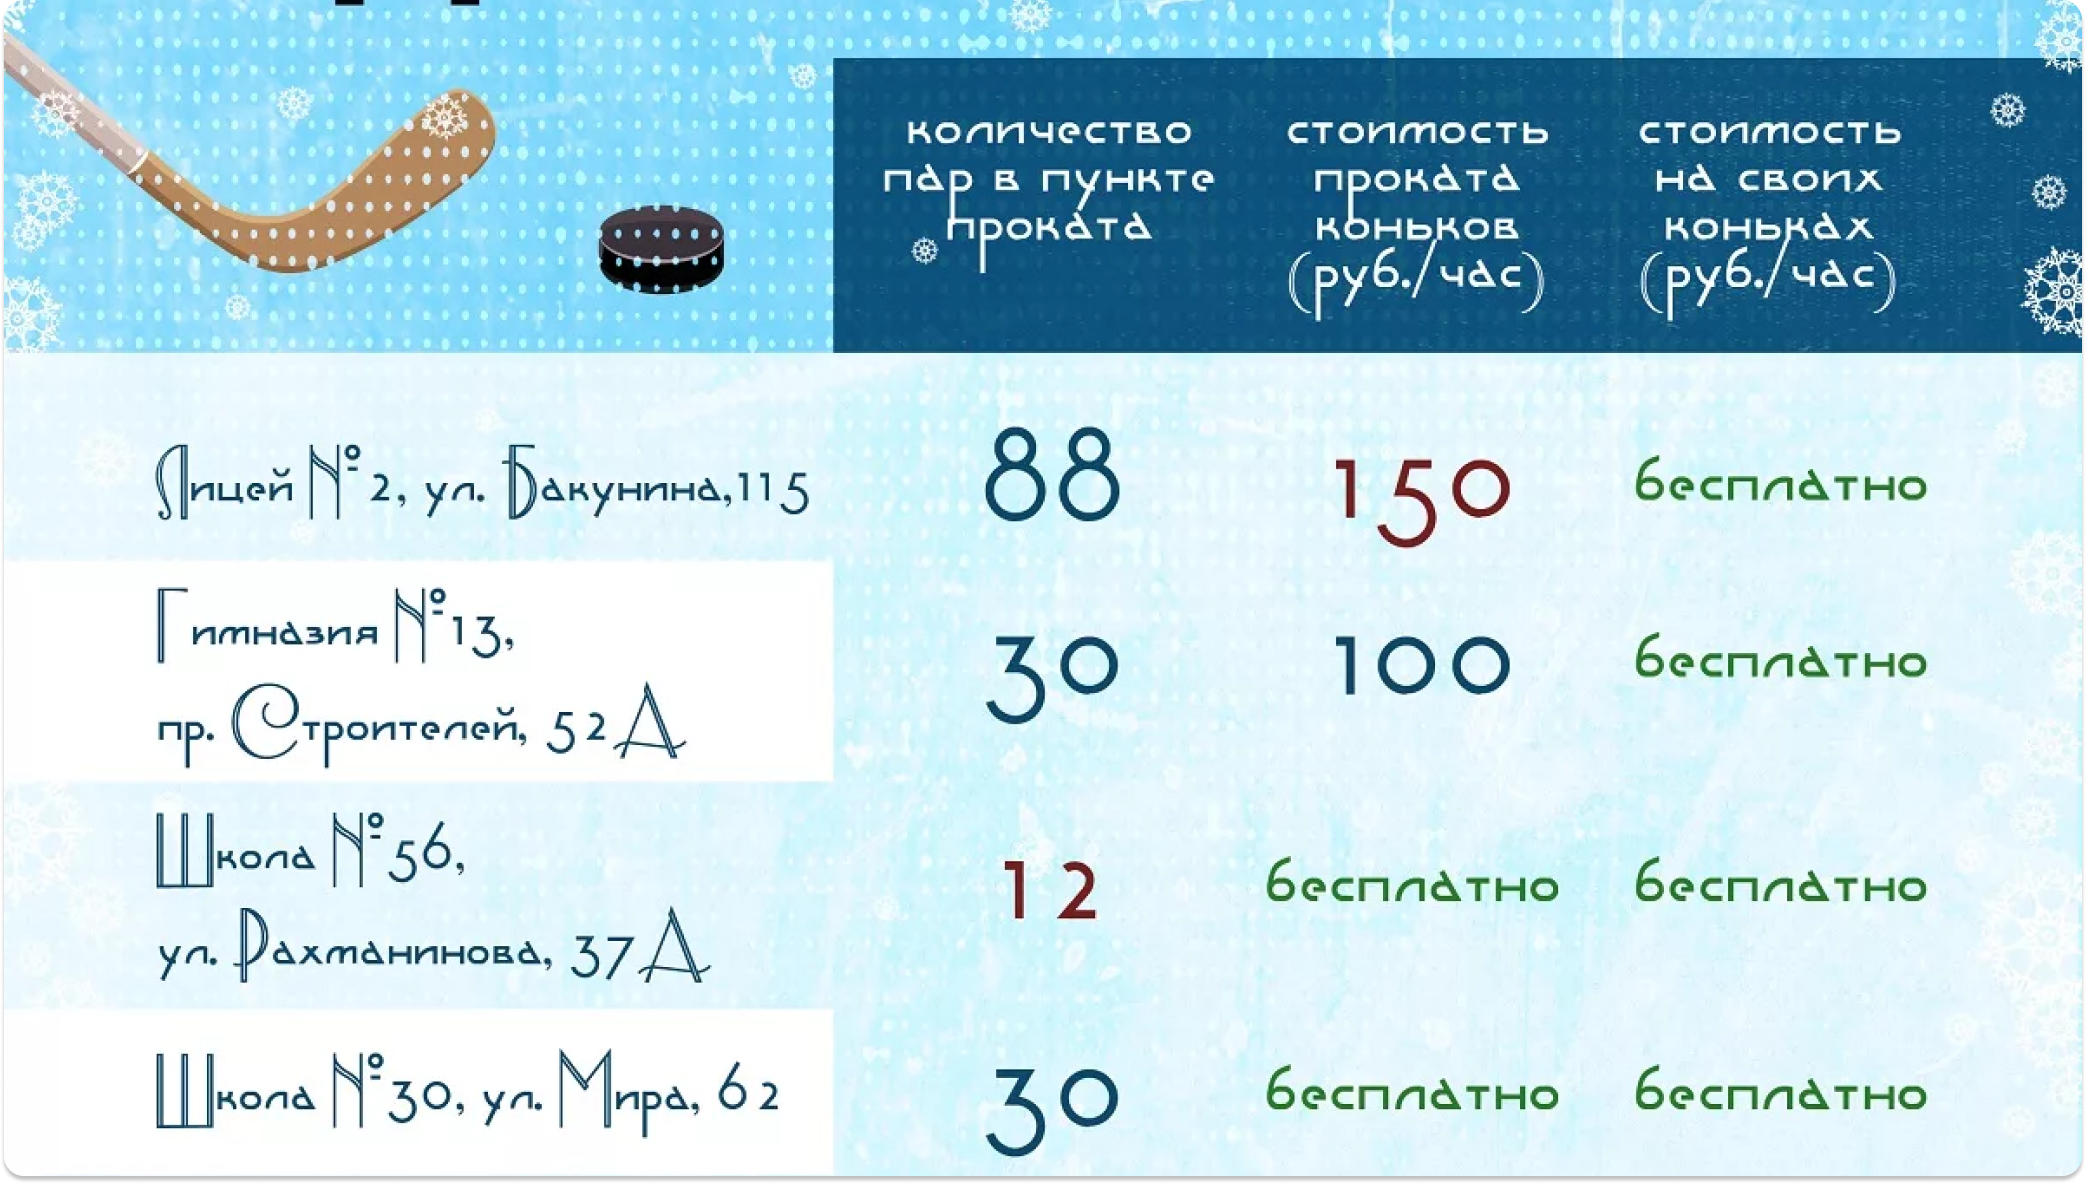 количество
пар в пункте
проката
стоимость
проката
коньков
(руб./час)
стоимость
на своих
коньках
(руб./час)
Лицей № 2, ул. Бакунина,115
88
150
бесплатно
Гимназия №13,
пр. Строителей, 52А
30
100
бесплатно
Школа №56,
ул. Рахманинова, 37А
12
бесплатно
бесплатно
Школа №30, ул. Мира, 62
30
бесплатно
бесплатно